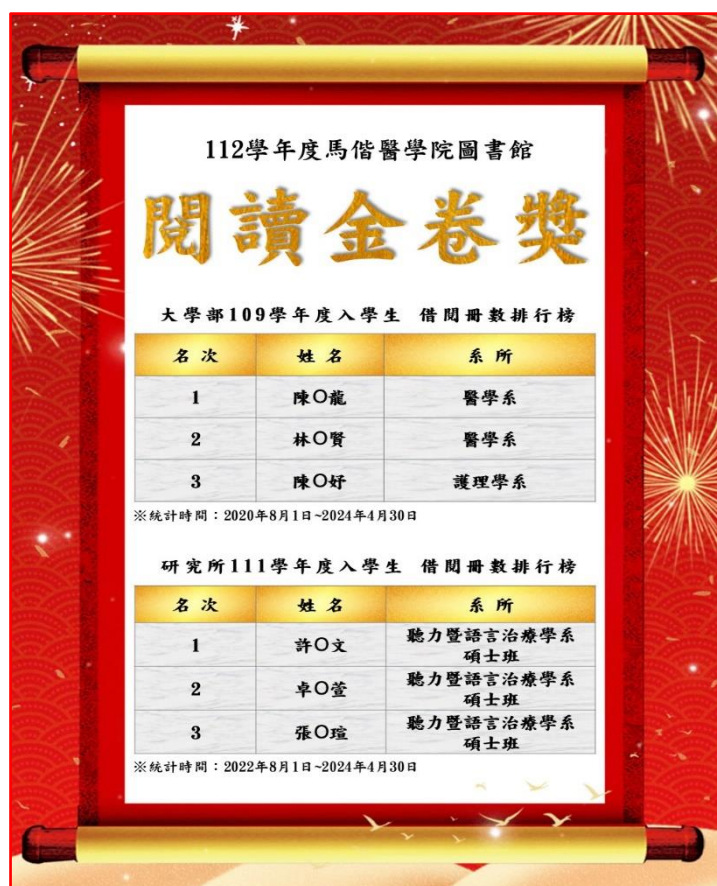 112學年度馬偕醫學院圖書館
閱讀金卷獎
大學部109學年度入學生 借閱冊數排行榜
名次 姓名 系所
1 陳○龍 醫學系
2 林○賢 醫學系
3 陳○妤 護理學系
※統計時間：2020年8月1日~2024年4月30日
研究所111學年度入學生 借閱冊數排行榜
名次 姓名 系所
1 許○文 聽力暨語言治療學系
碩士班
2 卓○萱 聽力暨語言治療學系
碩士班
3 張○瑄 聽力暨語言治療學系
碩士班
※統計時間：2022年8月1日~2024年4月30日